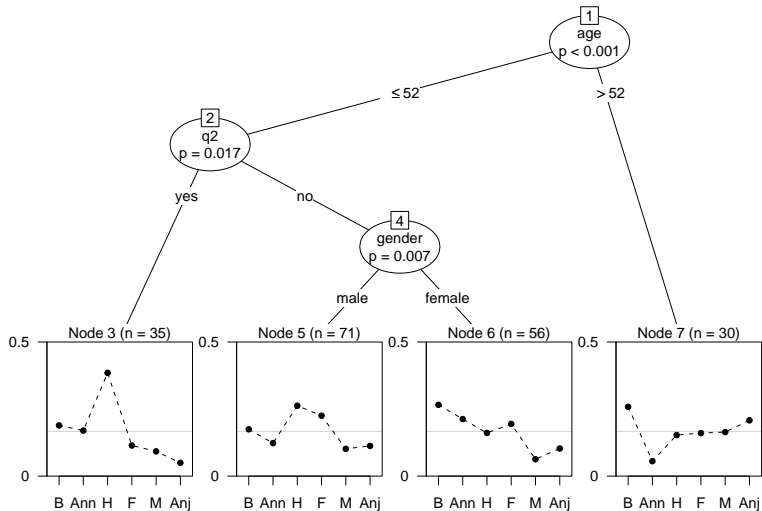 1
age
p < 0.001
≤ 52
> 52
2
q2
p = 0.017
yes
no
4
gender
p = 0.007
male
female
Node 3 (n = 35)
0.5
0
B Ann H F M Anj
Node 5 (n = 71)
0.5
0
B Ann H F M Anj
Node 6 (n = 56)
0.5
0
B Ann H F M Anj
Node 7 (n = 30)
0.5
0
B Ann H F M Anj